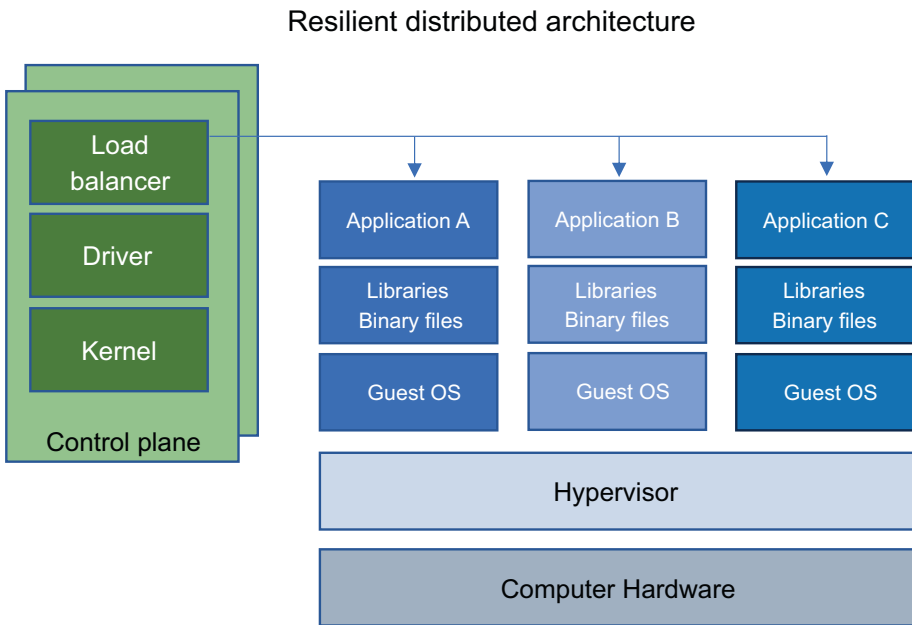 Resilient distributed architecture
Load
balancer
Driver
Kernel
Control plane
Application A
Application B
Application C
Libraries
Binary files
Libraries
Binary files
Libraries
Binary files
Guest OS
Guest OS
Guest OS
Hypervisor
Computer Hardware